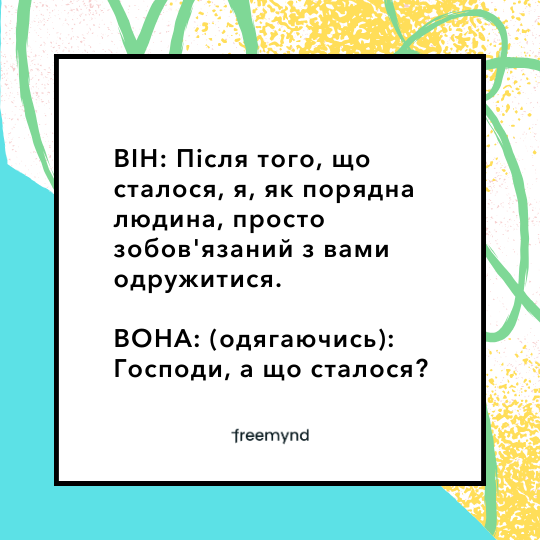 ВІН: Після того, що
сталося, я, як порядна
людина, просто
зобов'язаний з вами
одружитися.
ВОНА: (одягаючись):
Господи, а що сталося?
freemynd